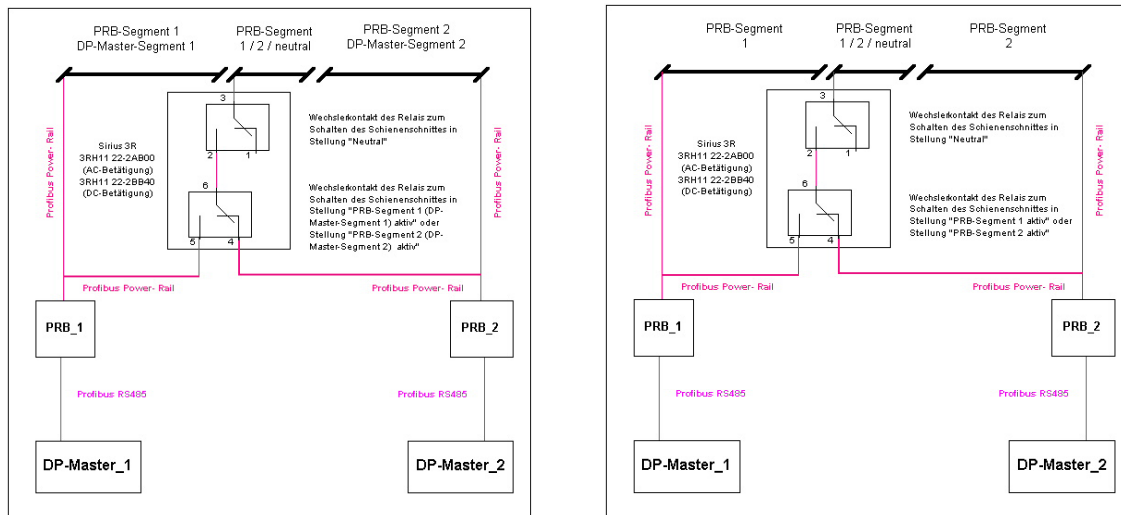 PRB-Segment 1
DP-Master-Segment 1
PRB-Segment
1 / 2 / neutral
PRB-Segment 2
DP-Master-Segment 2
3
2
1
Profibus Power- Rail
Sirius 3R
3RH11 22-2AB00
(AC-Betätigung)
3RH11 22-2BB40
(DC-Betätigung)
Wechslerkontakt des Relais zum
Schalten des Schienenschnittes in
Stellung "Neutral"
6
5
4
Wechslerkontakt des Relais zum
Schalten des Schienenschnittes in
Stellung "PRB-Segment 1 (DP-
Master-Segment 1) aktiv" oder
Stellung "PRB-Segment 2 (DP-
Master-Segment 2) aktiv"
Profibus Power- Rail
Profibus Power- Rail
Profibus Power- Rail
PRB_1
PRB_2
Profibus RS485
Profibus RS485
DP-Master_1
DP-Master_2
PRB-Segment
1
PRB-Segment
1 / 2 / neutral
PRB-Segment
2
3
2
1
Profibus Power- Rail
Sirius 3R
3RH11 22-2AB00
(AC-Betätigung)
3RH11 22-2BB40
(DC-Betätigung)
Wechslerkontakt des Relais zum
Schalten des Schienenschnittes in
Stellung "Neutral"
6
5
4
Wechslerkontakt des Relais zum
Schalten des Schienenschnittes in
Stellung "PRB-Segment 1 aktiv" oder
Stellung "PRB-Segment 2 aktiv"
Profibus Power- Rail
Profibus Power- Rail
Profibus Power- Rail
PRB_1
PRB_2
Profibus RS485
Profibus RS485
DP-Master_1
DP-Master_2